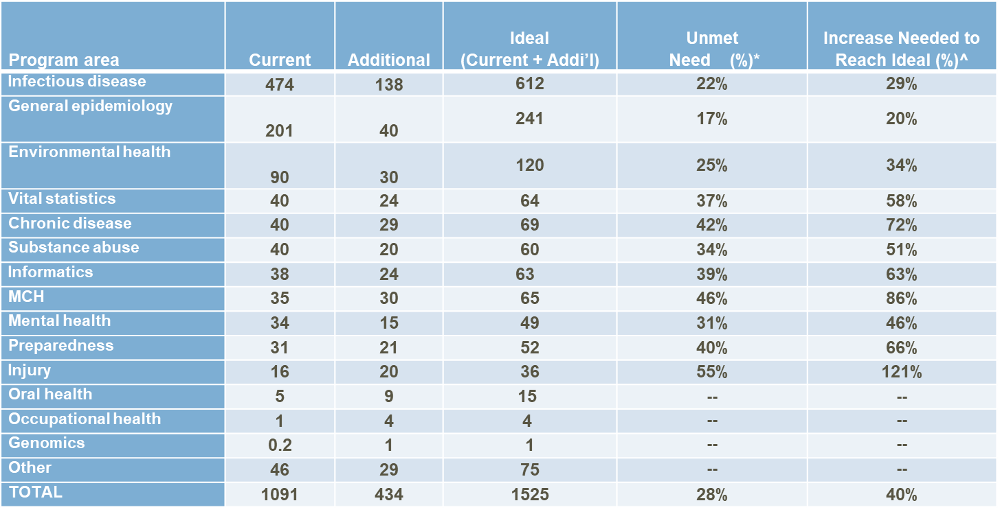 Program area Current Additional Ideal (Current + Addi’l) Unmet Need (%)* Increase Needed to Reach Ideal (%)^
Infectious disease 474 138 612 22% 29%
General epidemiology 201 40 241 17% 20%
Environmental health 90 30 120 25% 34%
Vital statistics 40 24 64 37% 58%
Chronic disease 40 29 69 42% 72%
Substance abuse 40 20 60 34% 51%
Informatics 38 24 63 39% 63%
MCH 35 30 65 46% 86%
Mental health 34 15 49 31% 46%
Preparedness 31 21 52 40% 66%
Injury 16 20 36 55% 121%
Oral health 5 9 15 -- --
Occupational health 1 4 4 -- --
Genomics 0.2 1 1 -- --
Other 46 29 75 -- --
TOTAL 1091 434 1525 28% 40%